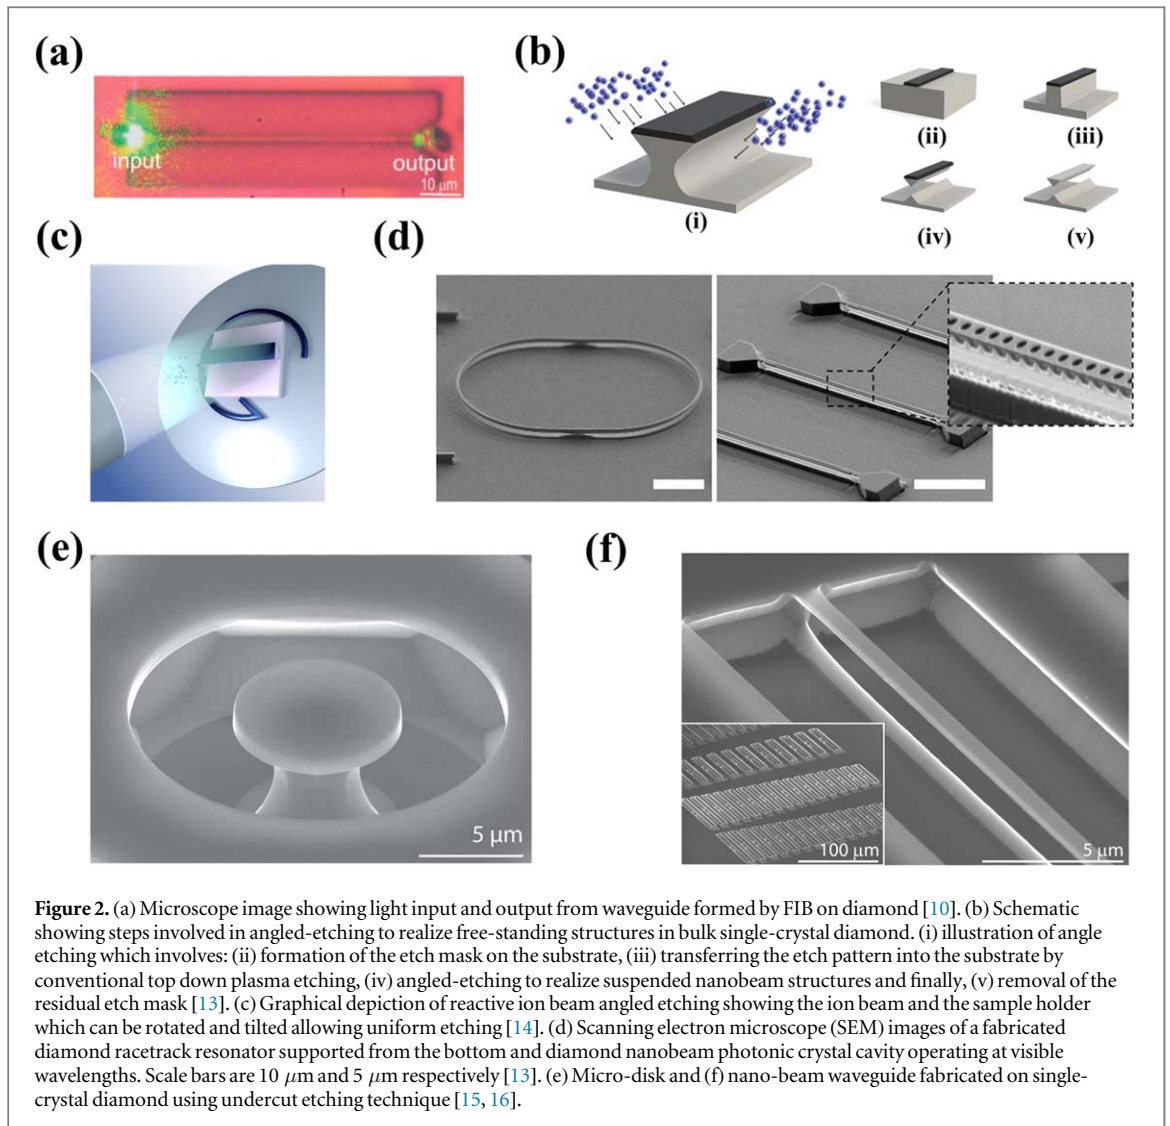 (a)
input
output
10 μm
(b)
(i)
(ii)
(iii)
(iv)
(v)
(c)
(d)
(e)
5 μm
(f)
100 μm
5 μm
Figure 2. (a) Microscope image showing light input and output from waveguide formed by FIB on diamond [10]. (b) Schematic
showing steps involved in angled-etching to realize free-standing structures in bulk single-crystal diamond. (i) illustration of angle
etching which involves: (ii) formation of the etch mask on the substrate, (iii) transferring the etch pattern into the substrate by
conventional top down plasma etching, (iv) angled-etching to realize suspended nanobeam structures and finally, (v) removal of the
residual etch mask [13]. (c) Graphical depiction of reactive ion beam angled etching showing the ion beam and the sample holder
which can be rotated and tilted allowing uniform etching [14]. (d) Scanning electron microscope (SEM) images of a fabricated
diamond racetrack resonator supported from the bottom and diamond nanobeam photonic crystal cavity operating at visible
wavelengths. Scale bars are 10 μm and 5 μm respectively [13]. (e) Micro-disk and (f) nano-beam waveguide fabricated on single-
crystal diamond using undercut etching technique [15, 16].